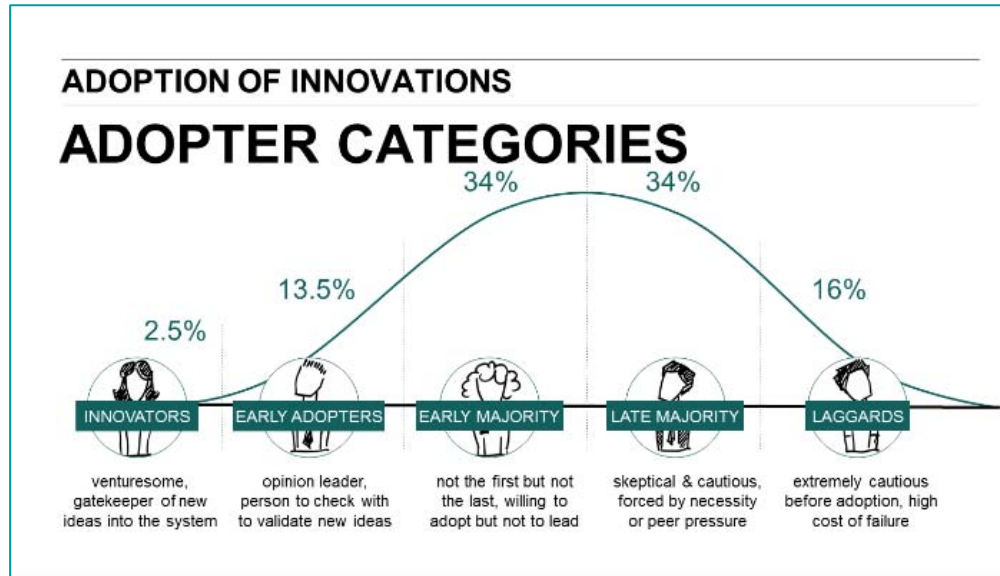 ADOPTION OF INNOVATIONS
ADOPTER CATEGORIES
34%
34%
13.5%
16%
2.5%
INNOVATORS
EARLY ADOPTERS
EARLY MAJORITY
LATE MAJORITY
LAGGARDS
venturesome,
gatekeeper of new
ideas into the system
opinion leader,
person to check with
to validate new ideas
not the first but not
the last, willing to
adopt but not to lead
skeptical & cautious,
forced by necessity
or peer pressure
extremely cautious
before adoption, high
cost of failure